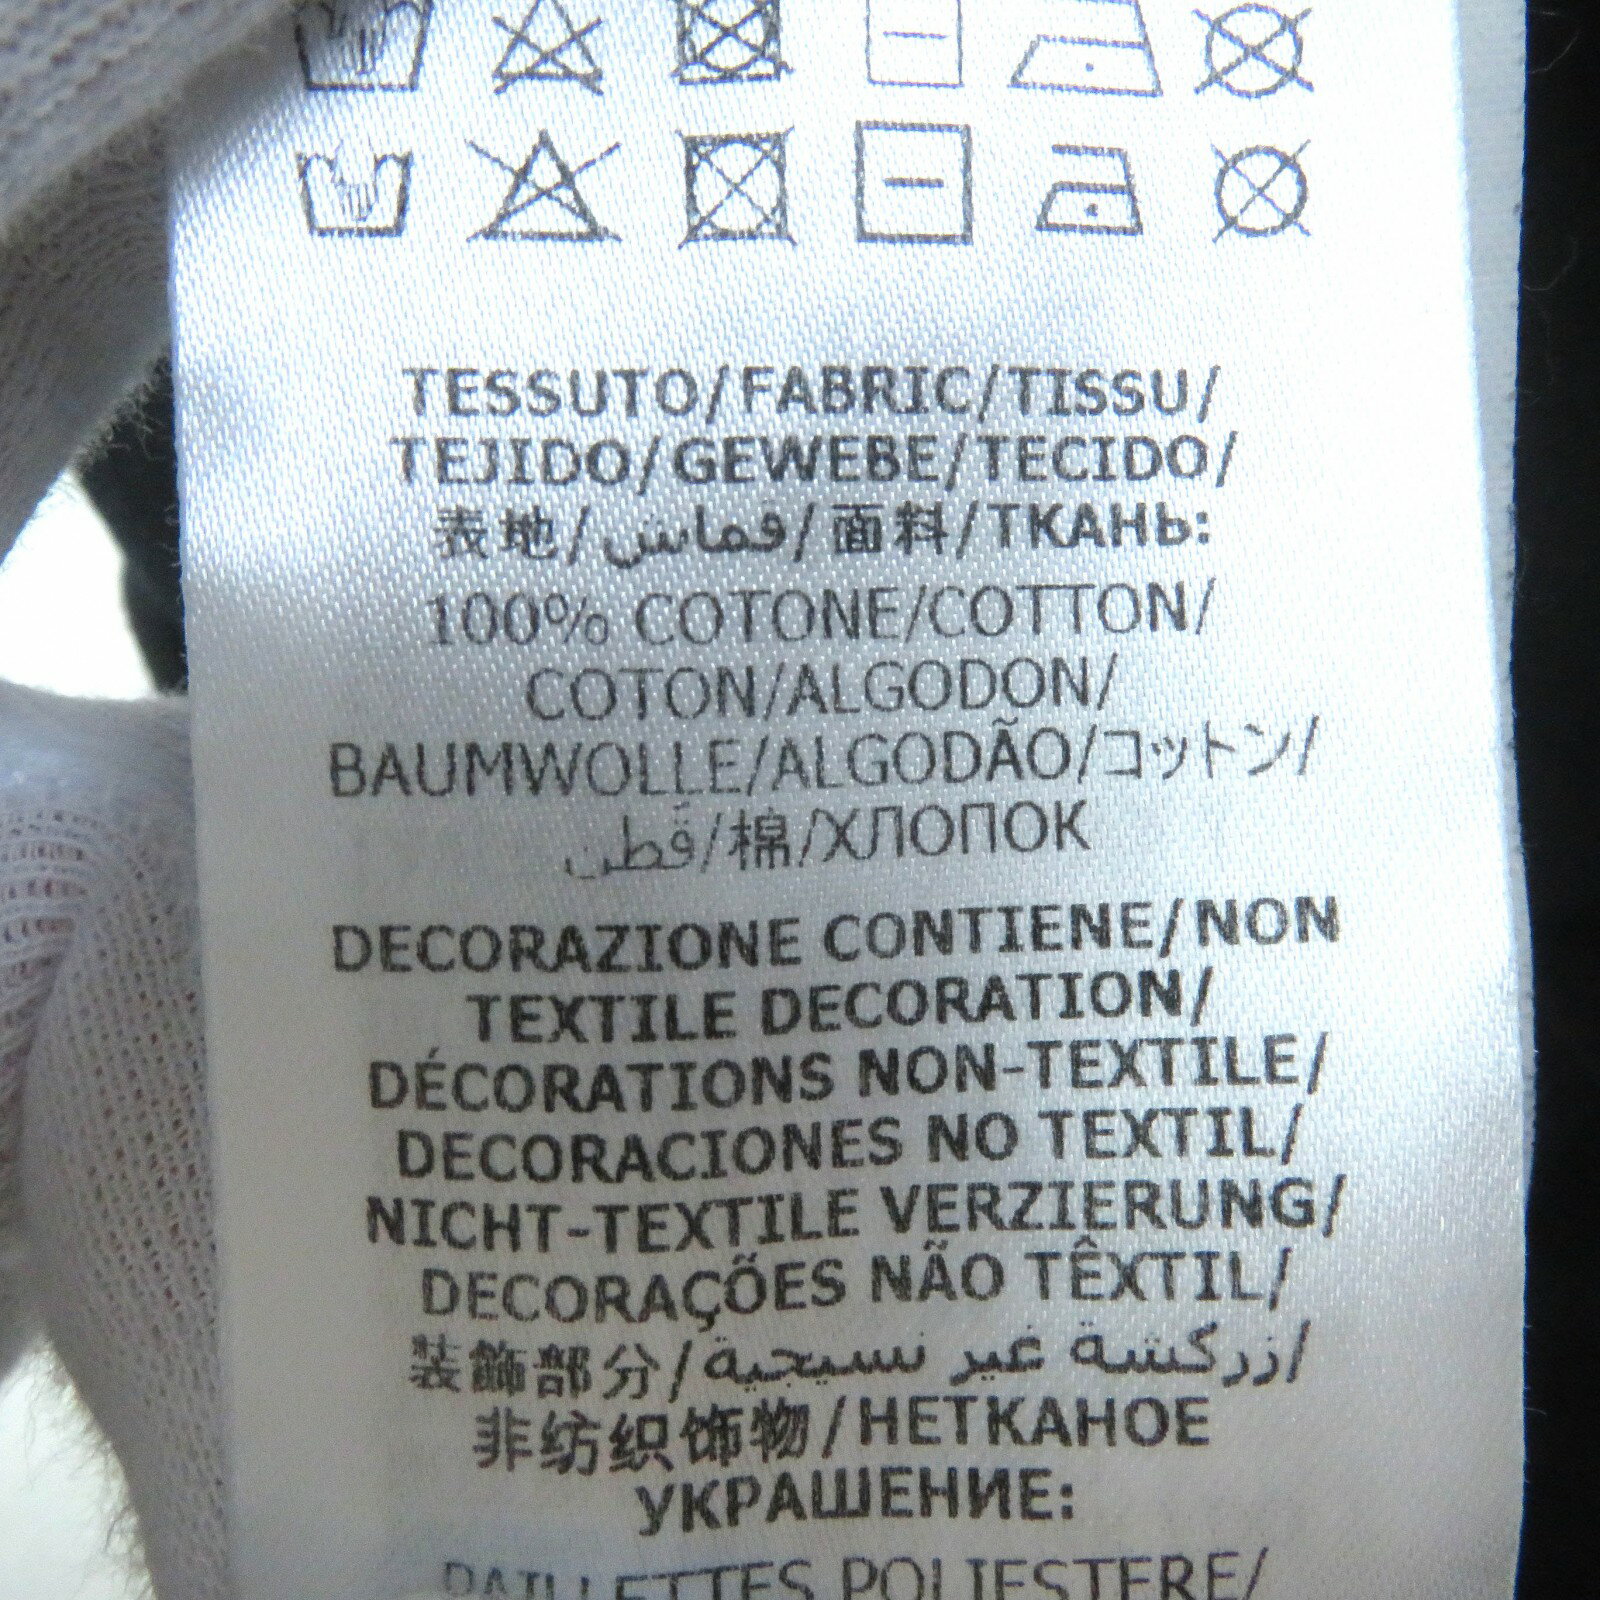 TESSUTO/FABRIC/TISSU/
TEJIDO/GEWEBE/TECIDO/
表地/قماش/面料/ТКАНЬ:
100% COTONE/COTTON/
COTON/ALGODON/
BAUMWOLLE/ALGODÃO/コットン/
قطن/棉/ХЛОПОК
DECORAZIONE CONTIENE/NON
TEXTILE DECORATION/
DÉCORATIONS NON-TEXTILE/
DECORACIONES NO TEXTIL/
NICHT-TEXTILE VERZIERUNG/
DECORAÇÕES NÃO TÊXTIL/
装飾部分/زركشة غير نسيجية/
非纺织饰物/НЕТКАНОЕ
УКРАШЕНИЕ:
PAILLETTES POLIESTERE/